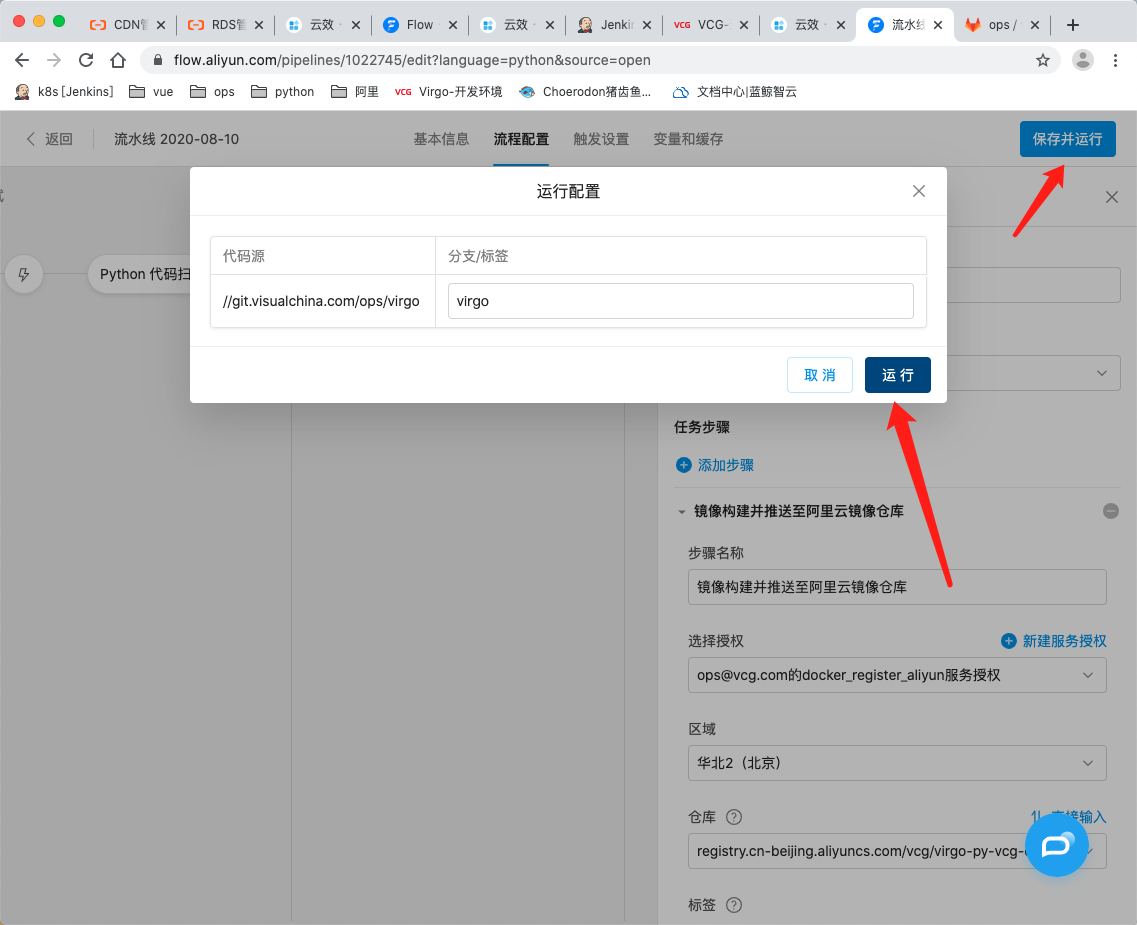 CDN管
RDS管
云效
Flow
云效
Jenki
VCG-
云效
流水线
ops /
flow.aliyun.com/pipelines/1022745/edit?language=python&source=open
k8s [Jenkins]
vue
ops
python
阿里
VCG Virgo-开发环境
Choerodon猪齿鱼...
文档中心|蓝鲸智云
返回
流水线 2020-08-10
基本信息
流程配置
触发设置
变量和缓存
保存并运行
运行配置
代码源
分支/标签
Python 代码扫
//git.visualchina.com/ops/virgo
virgo
取 消
运 行
任务步骤
添加步骤
镜像构建并推送至阿里云镜像仓库
步骤名称
镜像构建并推送至阿里云镜像仓库
选择授权
新建服务授权
ops@vcg.com的docker_register_aliyun服务授权
区域
华北2（北京）
仓库
直接输入
registry.cn-beijing.aliyuncs.com/vcg/virgo-py-vcg-
标签